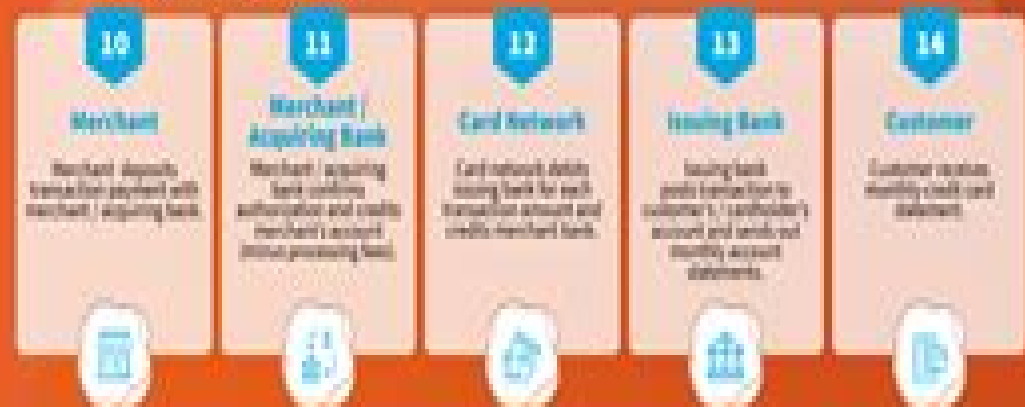 10
Merchant
Merchant deposits
transaction payment with
merchant / acquiring bank.
11
Merchant /
Acquiring Bank
Merchant / acquiring
bank confirms
authorization and credits
merchant's account
(minus processing fees).
12
Card Network
Card network debits
issuing bank for each
transaction amount and
credits merchant bank.
13
Issuing Bank
Issuing bank
posts transaction to
customer's / cardholder's
account and sends out
monthly account
statements.
14
Customer
Customer receives
monthly credit card
statement.